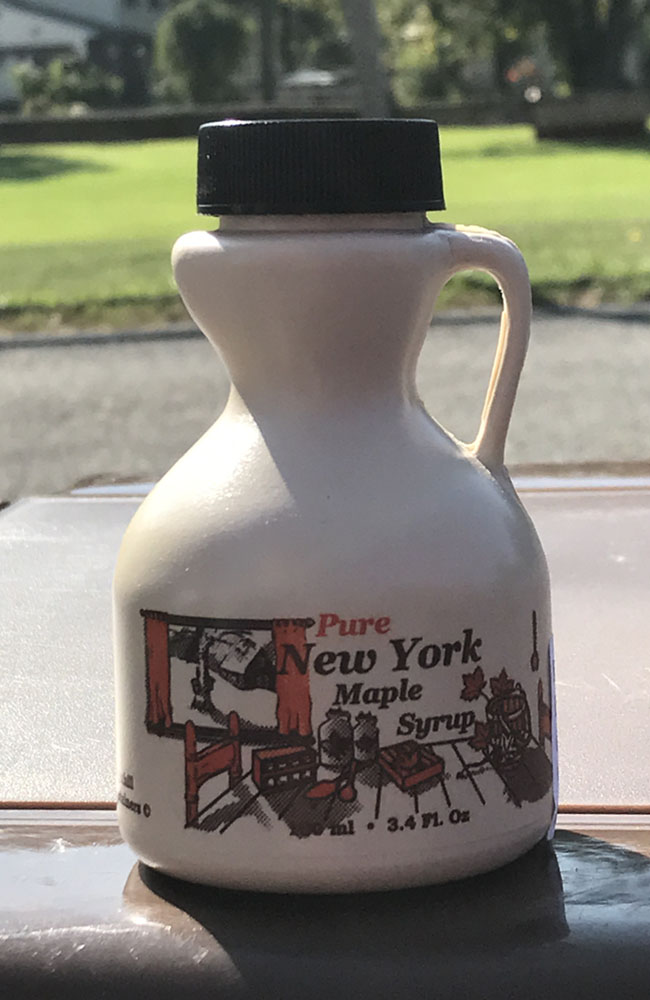 Pure
New York
Maple
Syrup
ml • 3.4 Fl. Oz